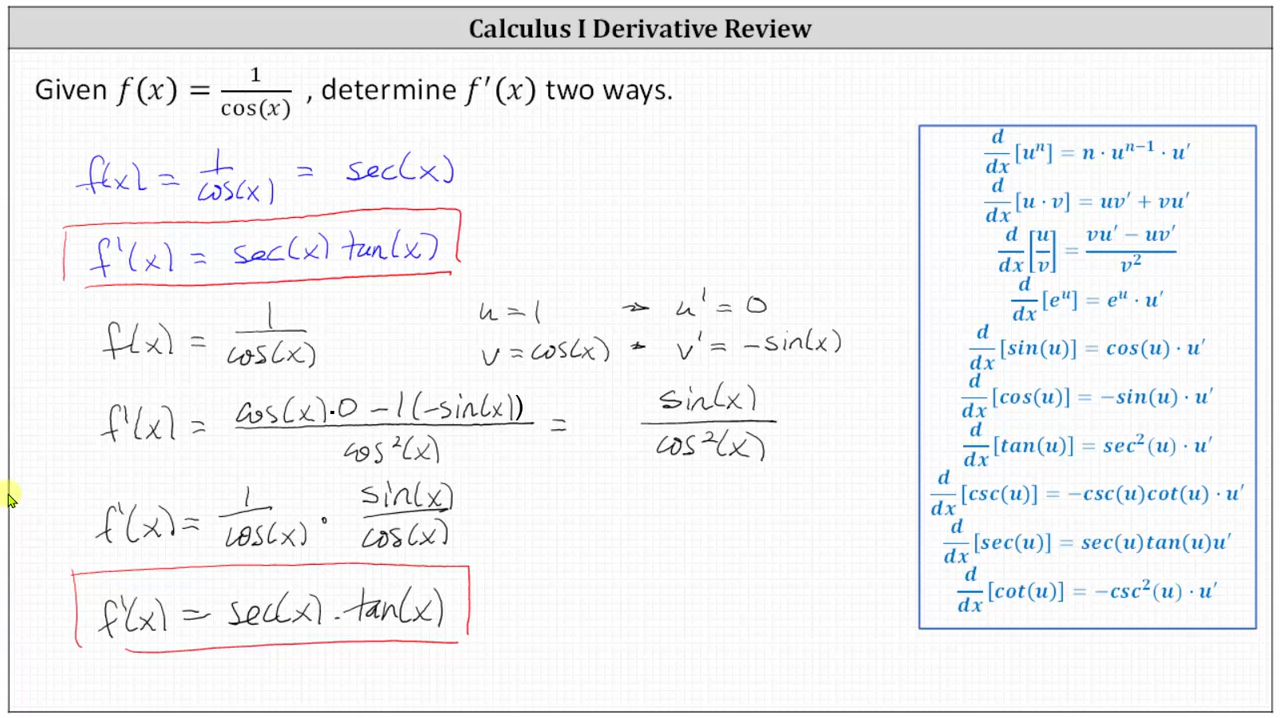 Calculus I Derivative Review
Given f(x) = 1/cos(x) , determine f′(x) two ways.
f(x) = 1/cos(x) = sec(x)
f'(x) = sec(x) tan(x)
f(x) = 1/cos(x)
u = 1 → u' = 0
v = cos(x) → v' = -sin(x)
f'(x) = (cos(x)·0 - 1(-sin(x)))/cos²(x) = sin(x)/cos²(x)
f'(x) = 1/cos(x) · sin(x)/cos(x)
f'(x) = sec(x) · tan(x)
d/dx [uⁿ] = n · uⁿ⁻¹ · u′
d/dx [u · v] = uv′ + vu′
d/dx [u/v] = (vu′ − uv′)/v²
d/dx [eᵘ] = eᵘ · u′
d/dx [sin(u)] = cos(u) · u′
d/dx [cos(u)] = −sin(u) · u′
d/dx [tan(u)] = sec²(u) · u′
d/dx [csc(u)] = −csc(u)cot(u) · u′
d/dx [sec(u)] = sec(u)tan(u)u′
d/dx [cot(u)] = −csc²(u) · u′